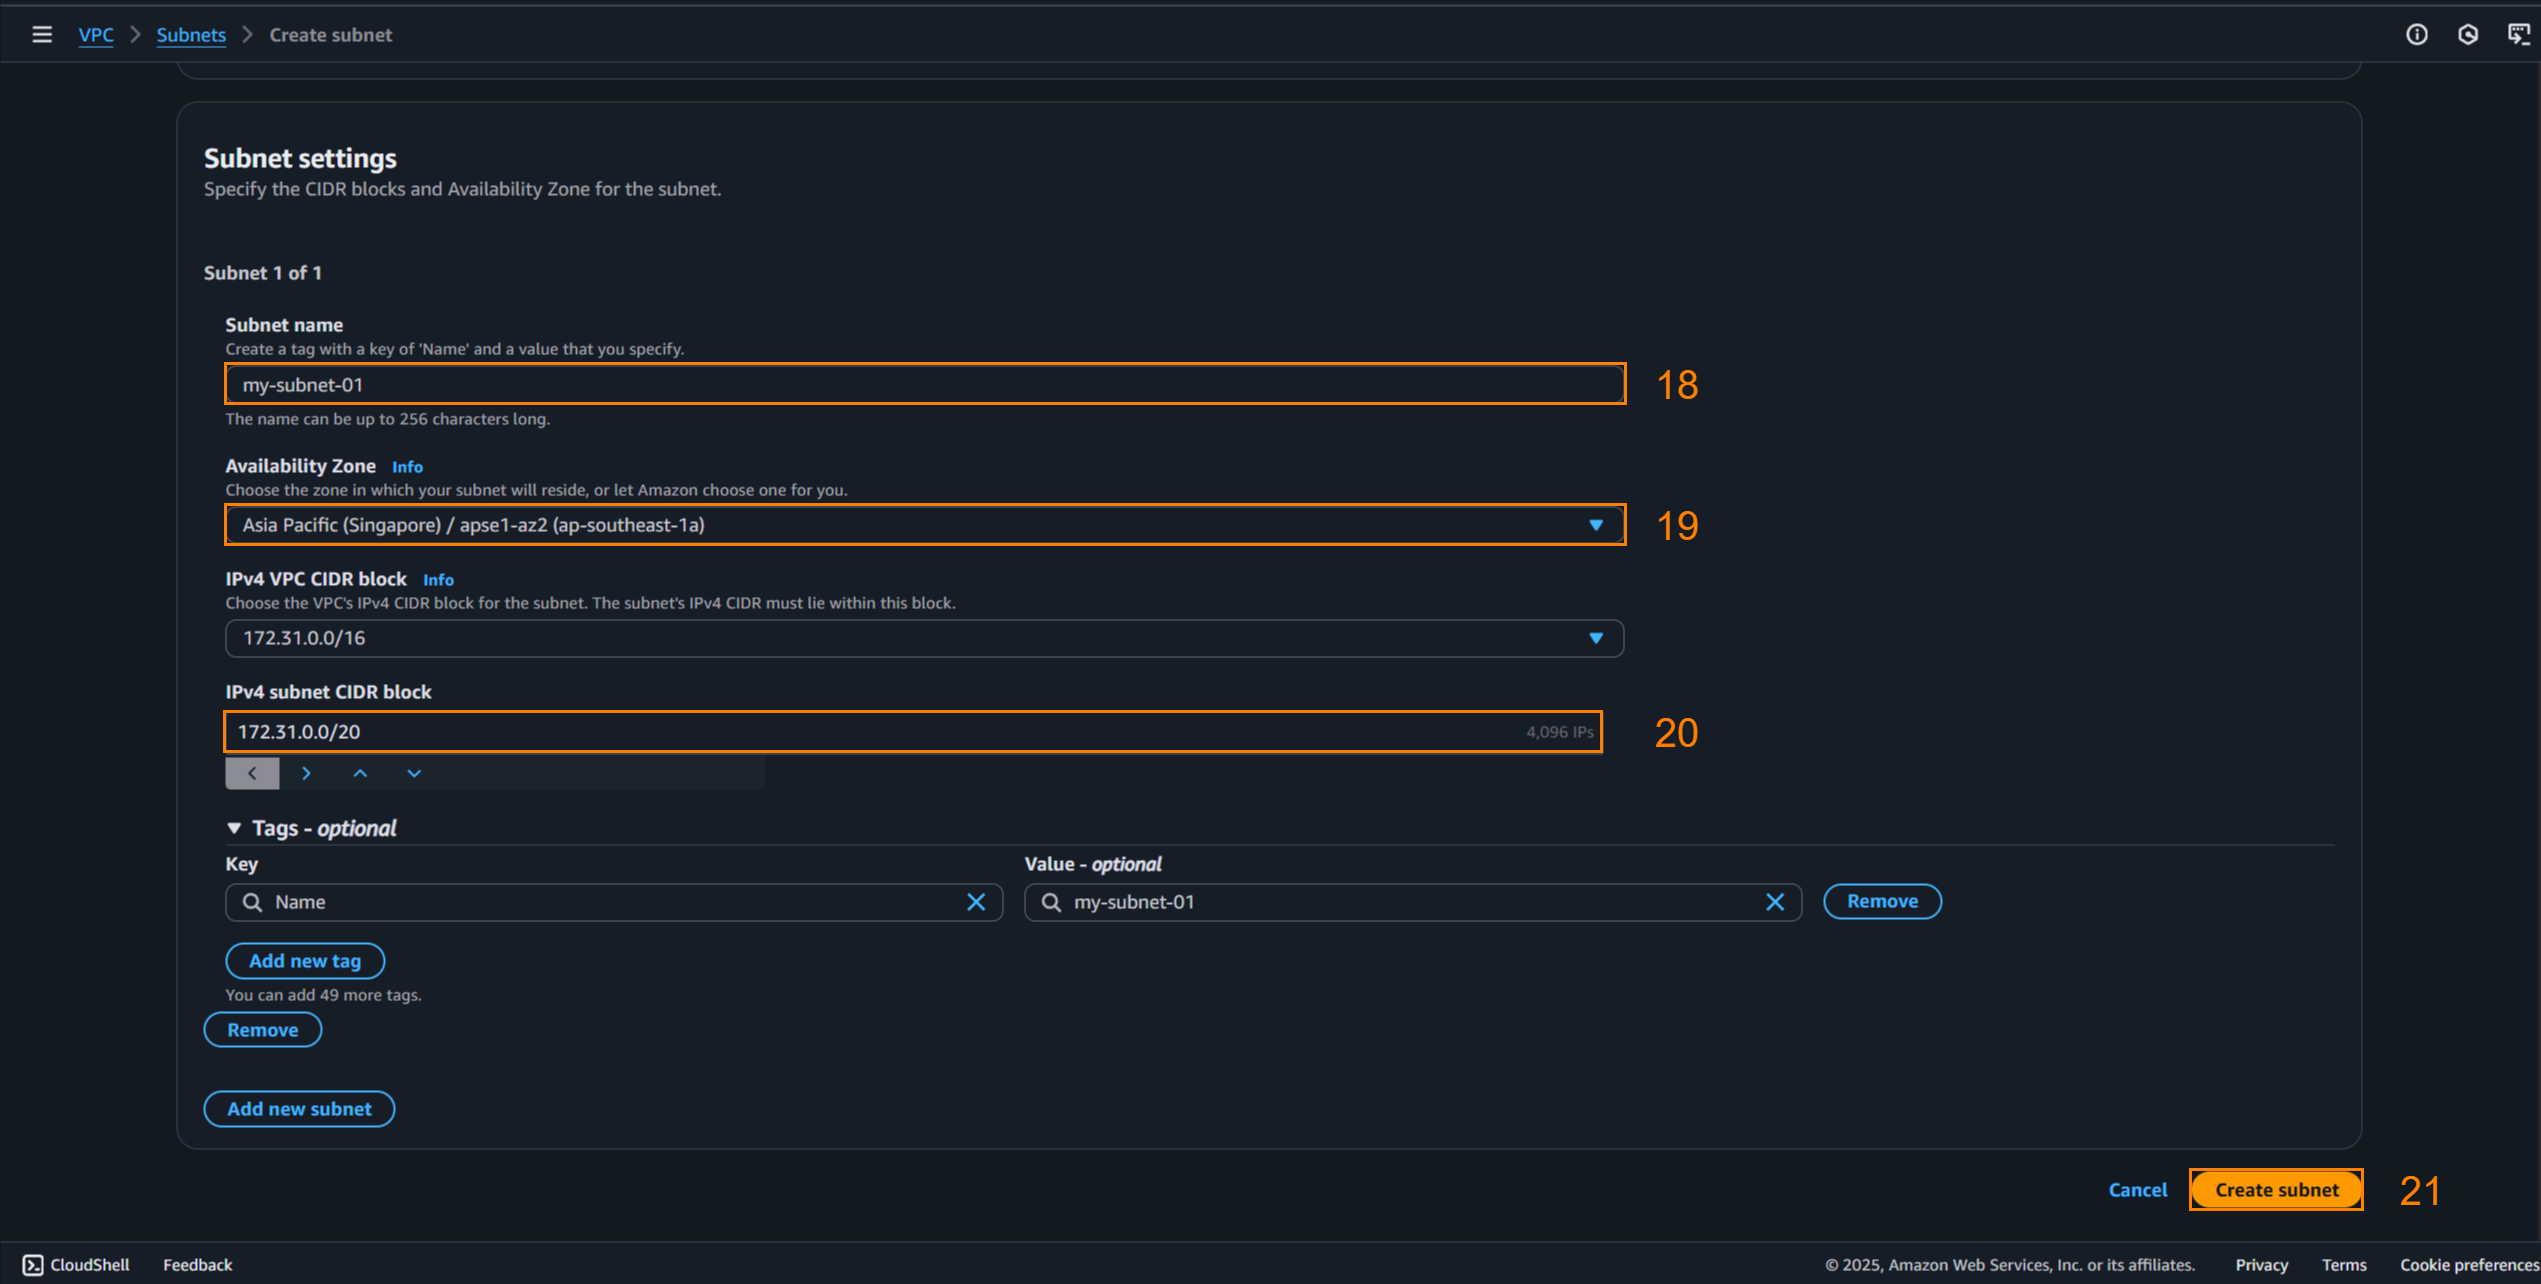 VPC > Subnets > Create subnet
Subnet settings
Specify the CIDR blocks and Availability Zone for the subnet.
Subnet 1 of 1
Subnet name
Create a tag with a key of 'Name' and a value that you specify.
my-subnet-01 18
The name can be up to 256 characters long.
Availability Zone Info
Choose the zone in which your subnet will reside, or let Amazon choose one for you.
Asia Pacific (Singapore) / apse1-az2 (ap-southeast-1a) 19
IPv4 VPC CIDR block Info
Choose the VPC's IPv4 CIDR block for the subnet. The subnet's IPv4 CIDR must lie within this block.
172.31.0.0/16
IPv4 subnet CIDR block
172.31.0.0/20 4,096 IPs 20
Tags - optional
Key Value - optional
Name my-subnet-01 Remove
Add new tag
You can add 49 more tags.
Remove
Add new subnet
Cancel Create subnet 21
CloudShell Feedback © 2025, Amazon Web Services, Inc. or its affiliates. Privacy Terms Cookie preferences